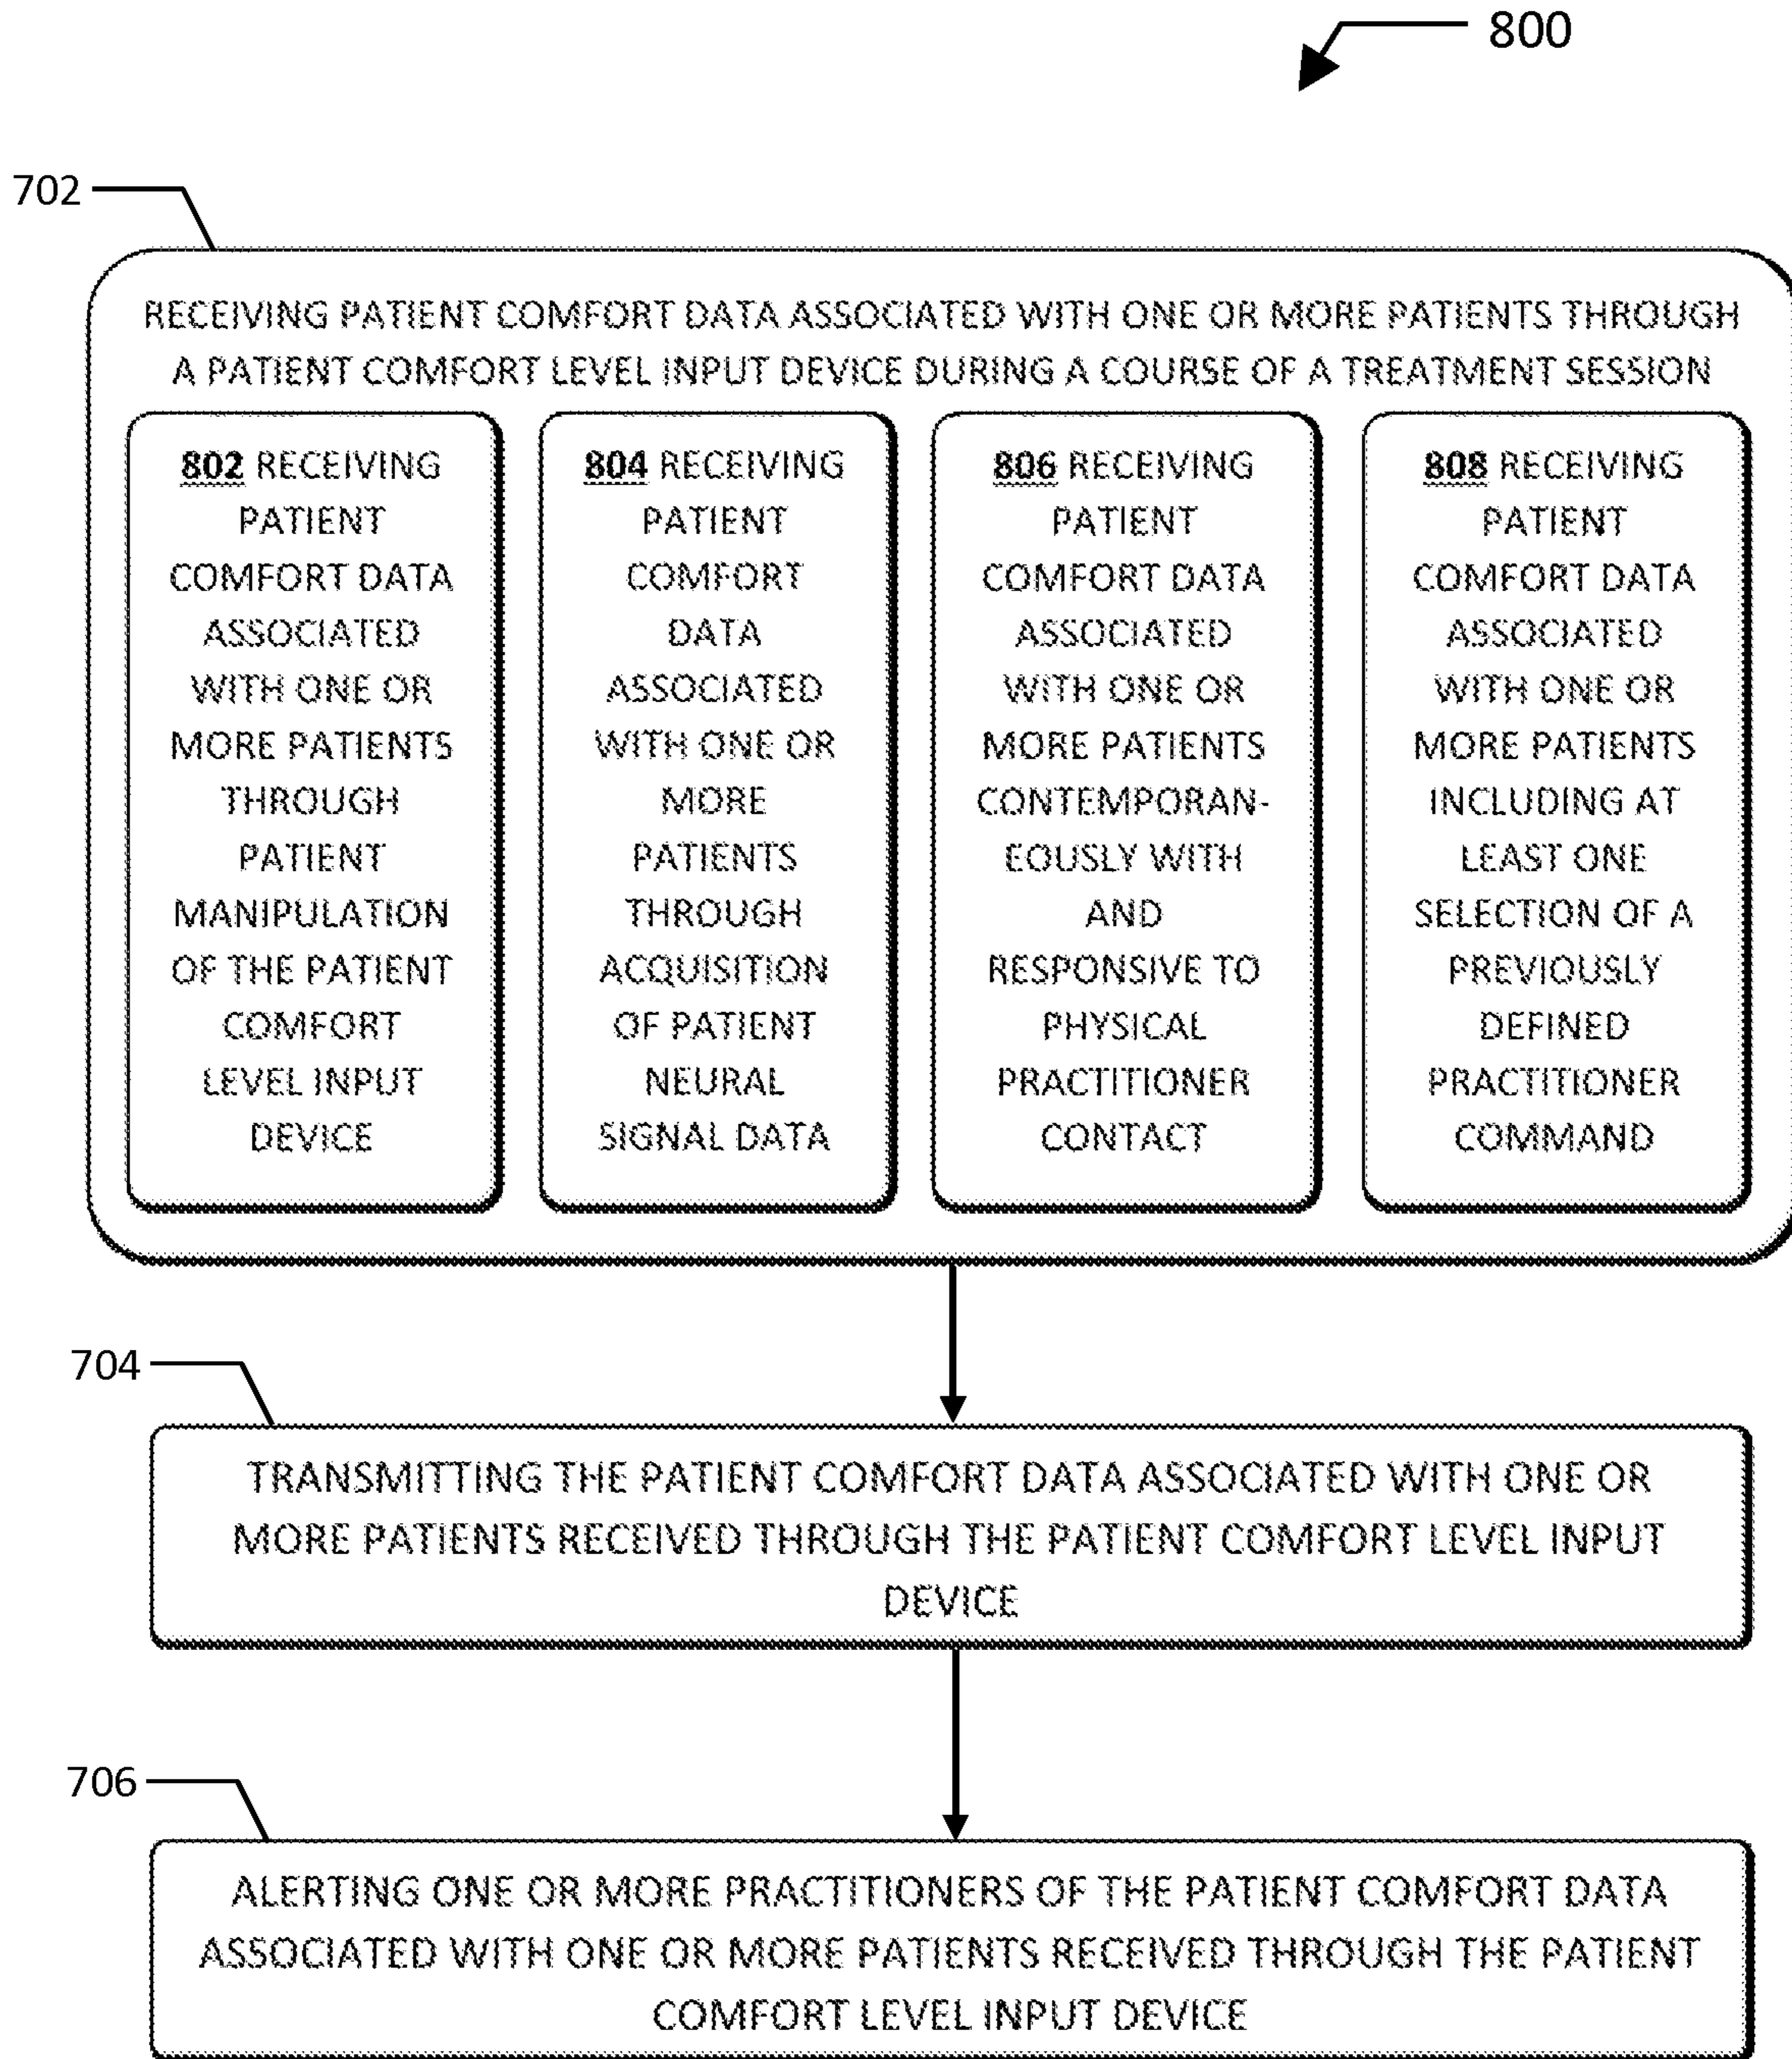 800
702
RECEIVING PATIENT COMFORT DATA ASSOCIATED WITH ONE OR MORE PATIENTS THROUGH
A PATIENT COMFORT LEVEL INPUT DEVICE DURING A COURSE OF A TREATMENT SESSION
802 RECEIVING
PATIENT
COMFORT DATA
ASSOCIATED
WITH ONE OR
MORE PATIENTS
THROUGH
PATIENT
MANIPULATION
OF THE PATIENT
COMFORT
LEVEL INPUT
DEVICE
804 RECEIVING
PATIENT
COMFORT
DATA
ASSOCIATED
WITH ONE OR
MORE
PATIENTS
THROUGH
ACQUISITION
OF PATIENT
NEURAL
SIGNAL DATA
806 RECEIVING
PATIENT
COMFORT DATA
ASSOCIATED
WITH ONE OR
MORE PATIENTS
CONTEMPORAN-
EOUSLY WITH
AND
RESPONSIVE TO
PHYSICAL
PRACTITIONER
CONTACT
808 RECEIVING
PATIENT
COMFORT DATA
ASSOCIATED
WITH ONE OR
MORE PATIENTS
INCLUDING AT
LEAST ONE
SELECTION OF A
PREVIOUSLY
DEFINED
PRACTITIONER
COMMAND
704
TRANSMITTING THE PATIENT COMFORT DATA ASSOCIATED WITH ONE OR
MORE PATIENTS RECEIVED THROUGH THE PATIENT COMFORT LEVEL INPUT
DEVICE
706
ALERTING ONE OR MORE PRACTITIONERS OF THE PATIENT COMFORT DATA
ASSOCIATED WITH ONE OR MORE PATIENTS RECEIVED THROUGH THE PATIENT
COMFORT LEVEL INPUT DEVICE